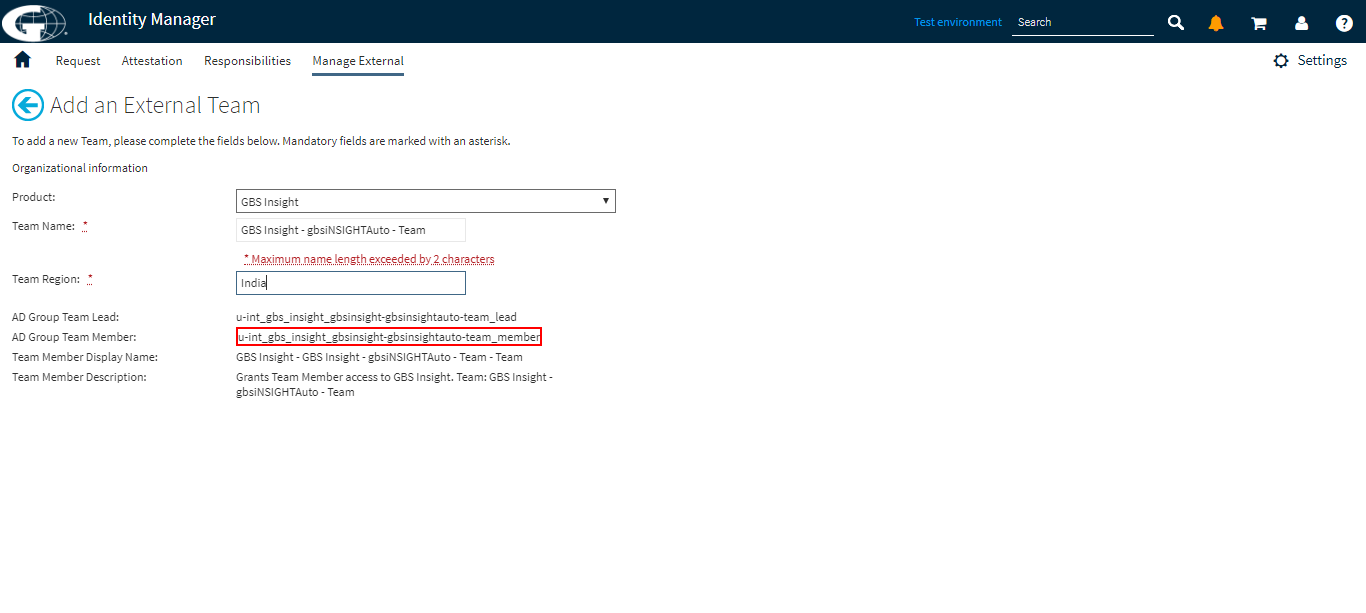 Identity Manager
Test environment
Search
Request
Attestation
Responsibilities
Manage External
Settings
Add an External Team
To add a new Team, please complete the fields below. Mandatory fields are marked with an asterisk.
Organizational information
Product:
GBS Insight
Team Name: *
GBS Insight - gbsiNSIGHTAuto - Team
* Maximum name length exceeded by 2 characters
Team Region: *
India
AD Group Team Lead:
u-int_gbs_insight_gbsinsight-gbsinsightauto-team_lead
AD Group Team Member:
u-int_gbs_insight_gbsinsight-gbsinsightauto-team_member
Team Member Display Name:
GBS Insight - GBS Insight - gbsiNSIGHTAuto - Team - Team
Team Member Description:
Grants Team Member access to GBS Insight. Team: GBS Insight -
gbsiNSIGHTAuto - Team